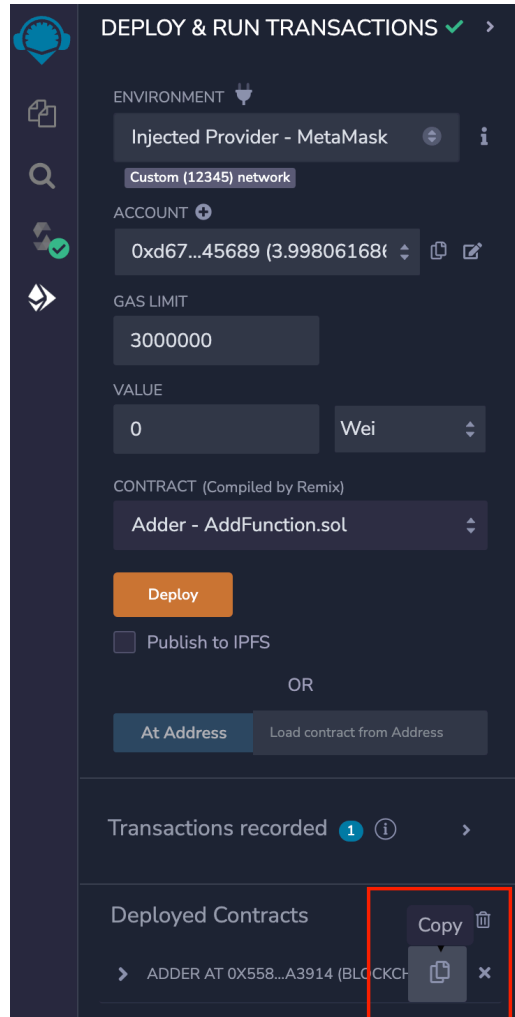 DEPLOY & RUN TRANSACTIONS
ENVIRONMENT
Injected Provider - MetaMask
Custom (12345) network
ACCOUNT
0xd67...45689 (3.998061686
GAS LIMIT
3000000
VALUE
0 Wei
CONTRACT (Compiled by Remix)
Adder - AddFunction.sol
Deploy
Publish to IPFS
OR
At Address Load contract from Address
Transactions recorded 1
Deployed Contracts
Copy
ADDER AT 0X558...A3914 (BLOCKCH